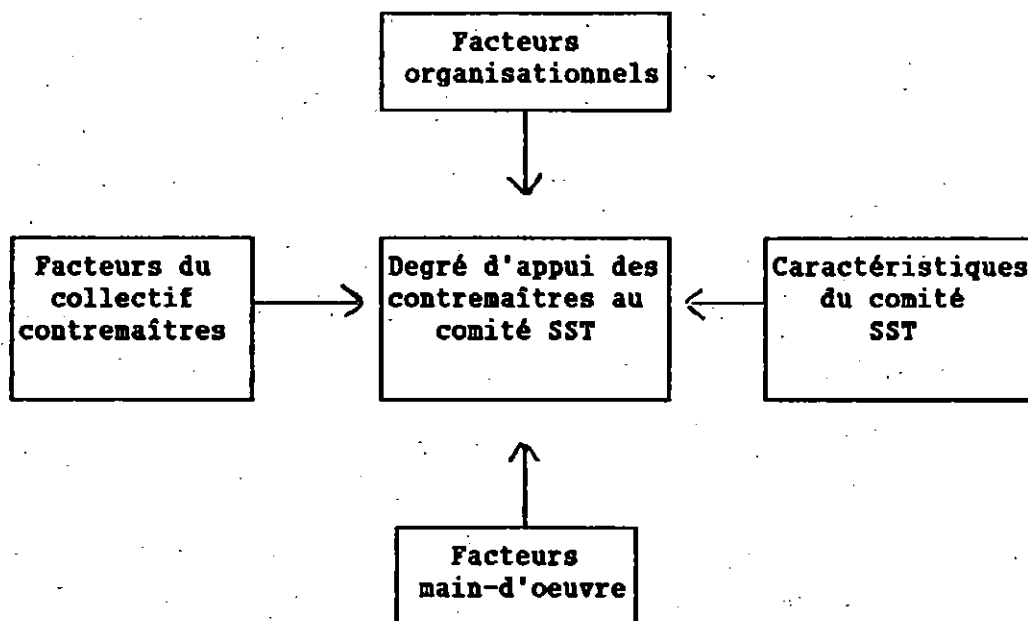 Facteurs
organisationnels
Facteurs du
collectif
contremaîtres
Degré d'appui des
contremaîtres au
comité SST
Caractéristiques
du comité
SST
Facteurs
main-d'oeuvre